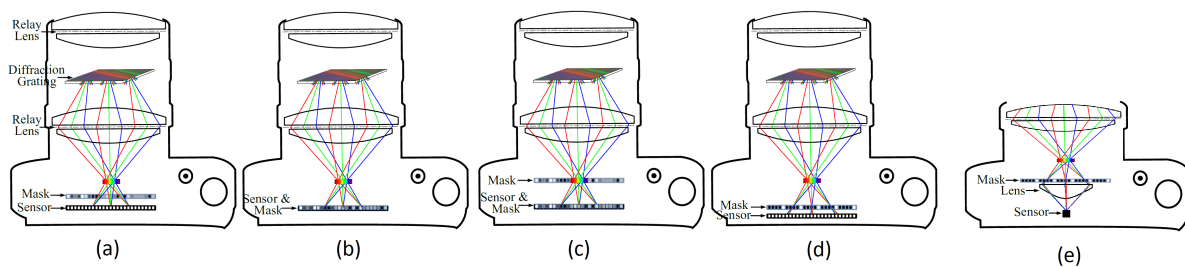 Relay
Lens
Diffraction
Grating
Relay
Lens
Mask
Sensor
(a)
Sensor &
Mask
(b)
Mask
Sensor &
Mask
(c)
Mask
Sensor
(d)
Mask
Lens
Sensor
(e)